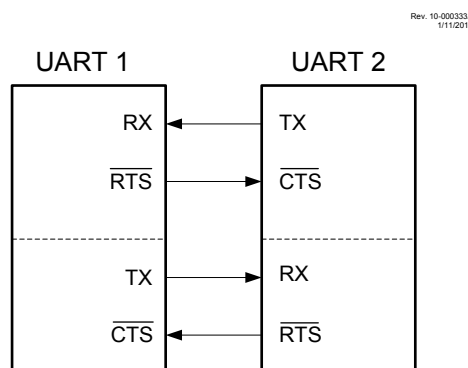 Rev. 10-000333
1/11/201
UART 1 UART 2
RX TX
RTS CTS
TX RX
CTS RTS